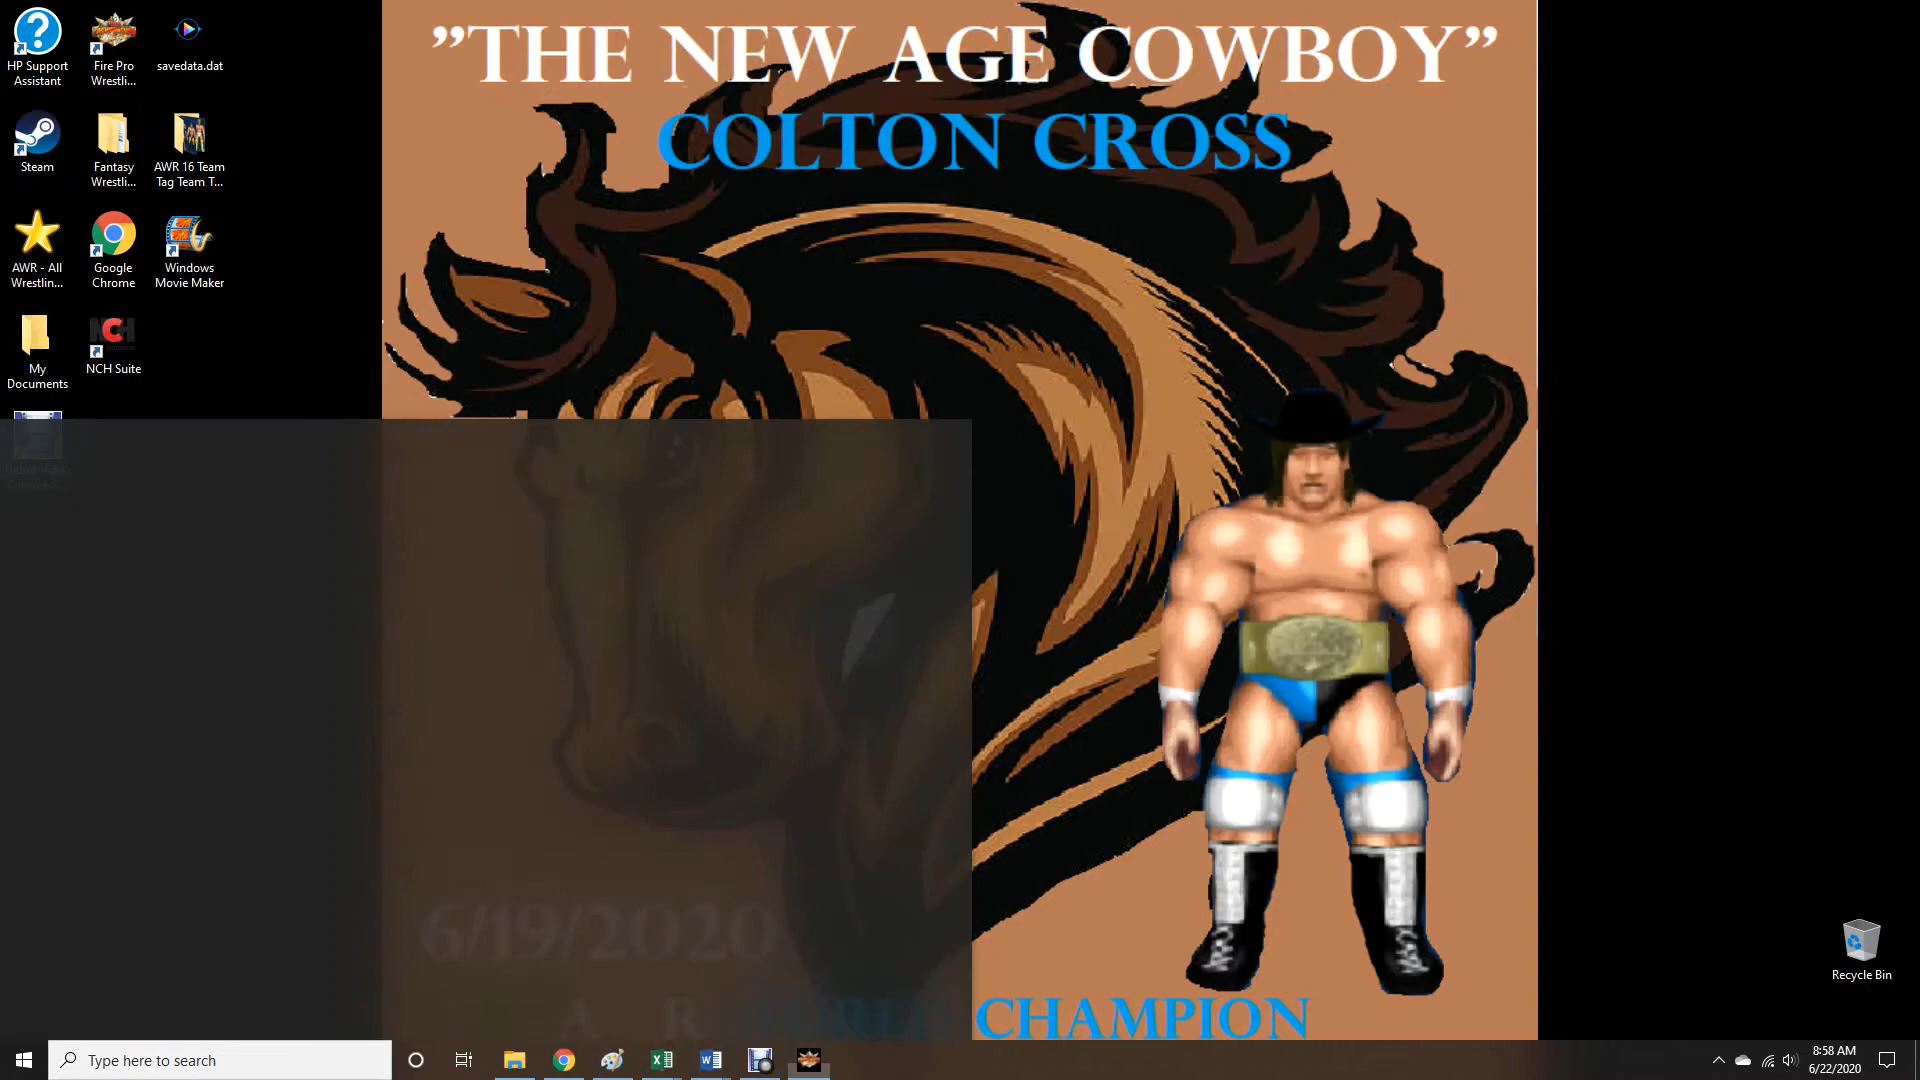 HP Support
Assistant
Fire Pro
Wrestli...
savedata.dat
Steam
Fantasy
Wrestli...
AWR 16 Team
Tag Team T...
AWR - All
Wrestlin...
Google
Chrome
Windows
Movie Maker
My
Documents
NCH
NCH Suite
"THE NEW AGE COWBOY"
COLTON CROSS
6/19/2020
A R WORLD CHAMPION
Recycle Bin
Type here to search
8:58 AM
6/22/2020